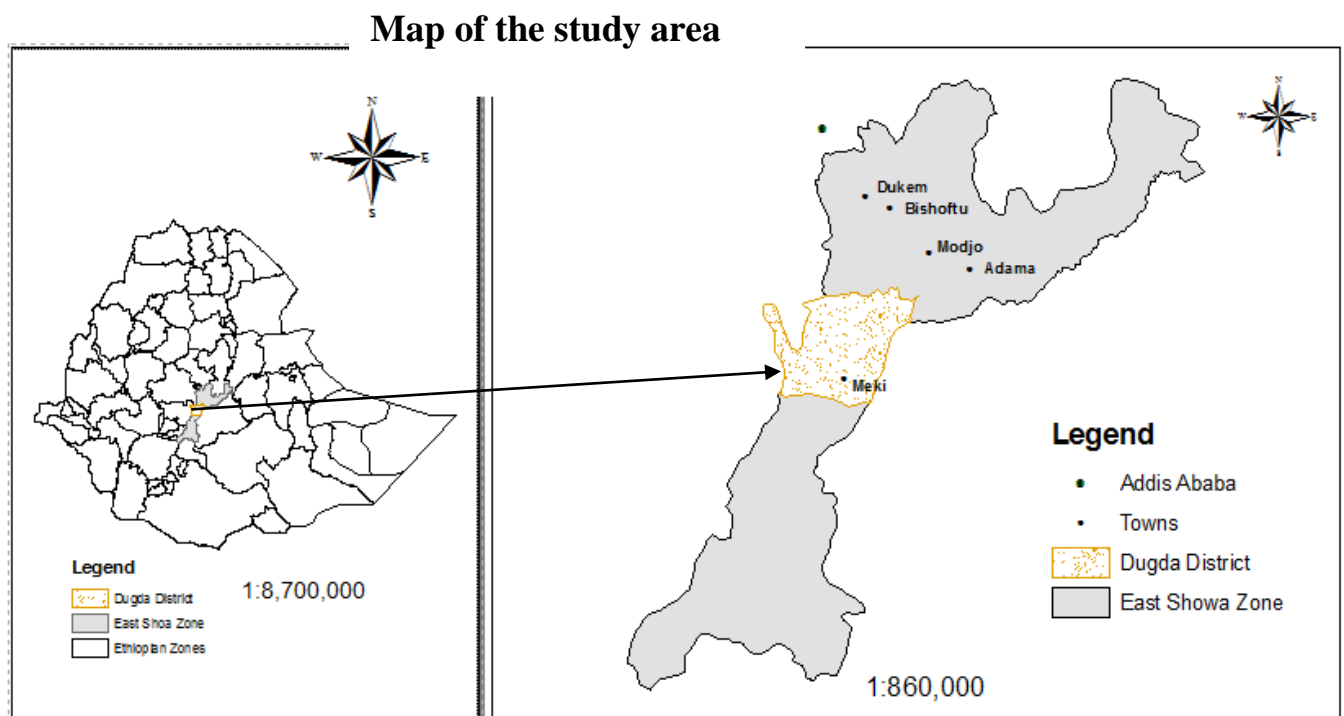 Map of the study area
N
W E
S
Legend
Dugda District
East Shoa Zone
Ethiopian Zones
1:8,700,000
N
W E
S
Dukem
Bishoftu
Modjo
Adama
Meki
Legend
Addis Ababa
Towns
Dugda District
East Showa Zone
1:860,000